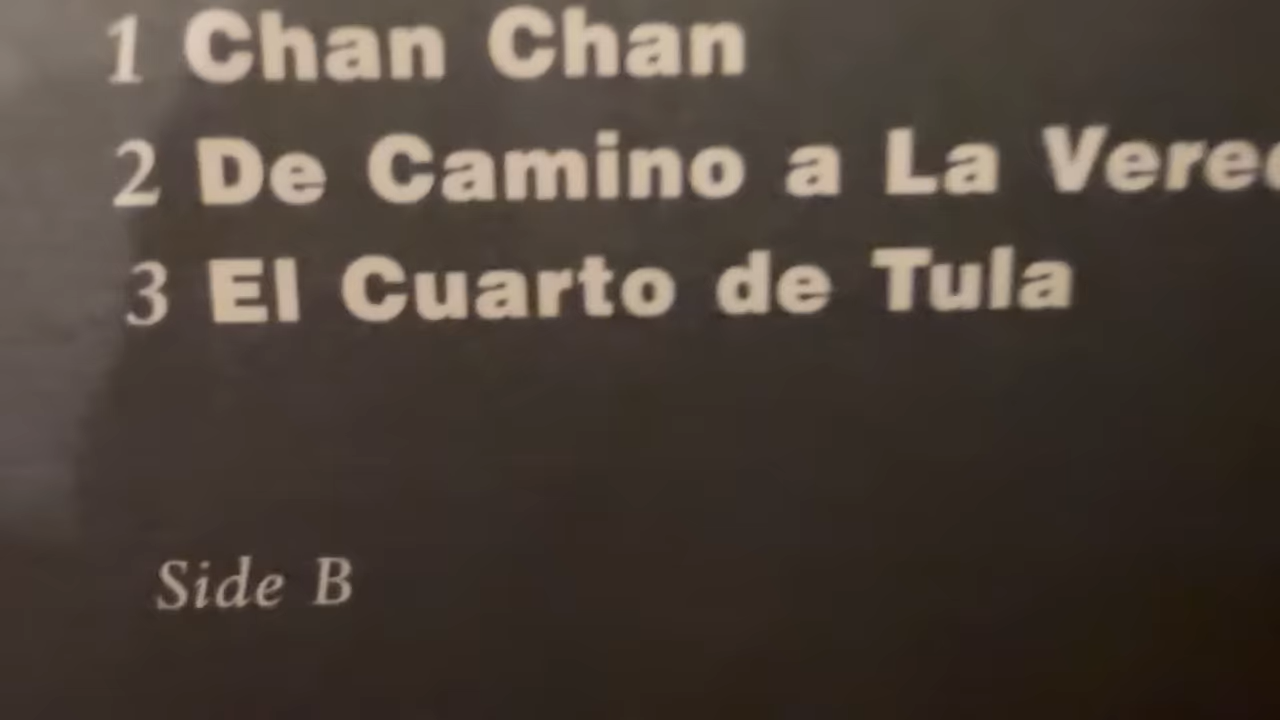 1 Chan Chan
2 De Camino a La
3 El Cuarto de Tula
Side B